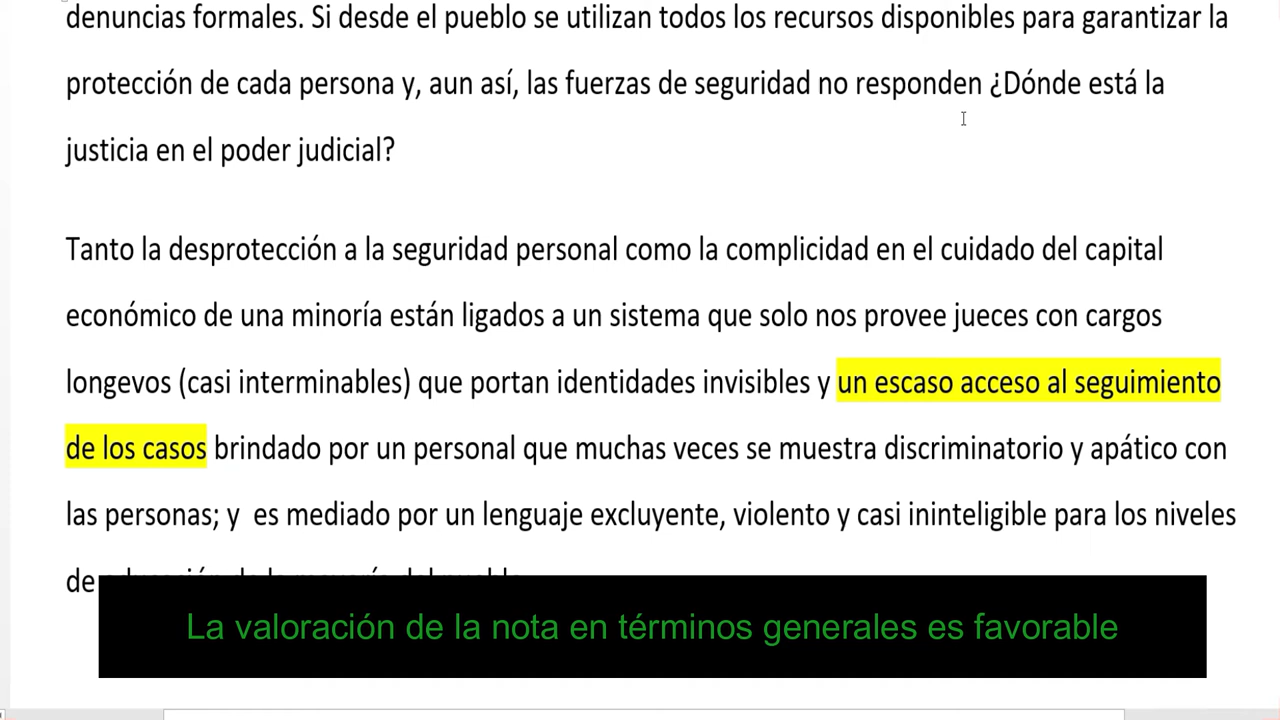 denuncias formales. Si desde el pueblo se utilizan todos los recursos disponibles para garantizar la
protección de cada persona y, aun así, las fuerzas de seguridad no responden ¿Dónde está la
justicia en el poder judicial?
Tanto la desprotección a la seguridad personal como la complicidad en el cuidado del capital
económico de una minoría están ligados a un sistema que solo nos provee jueces con cargos
longevos (casi interminables) que portan identidades invisibles y un escaso acceso al seguimiento
de los casos brindado por un personal que muchas veces se muestra discriminatorio y apático con
las personas; y  es mediado por un lenguaje excluyente, violento y casi ininteligible para los niveles
de
La valoración de la nota en términos generales es favorable